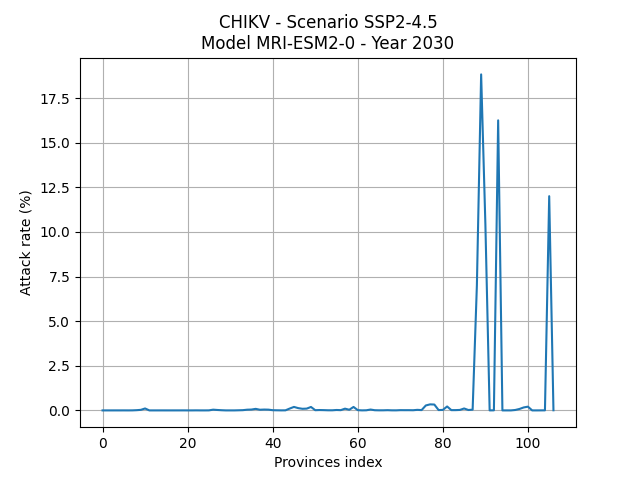 CHIKV - Scenario SSP2-4.5
Model MRI-ESM2-0 - Year 2030
17.5
15.0
12.5
10.0
7.5
5.0
2.5
0.0
Attack rate (%)
0 20 40 60 80 100
Provinces index